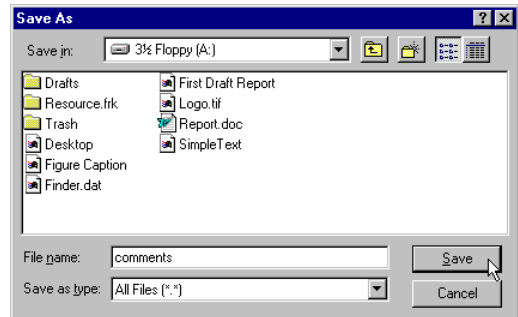 Save As
Save in: 3½ Floppy (A:)
Drafts
Resource.frk
Trash
Desktop
Figure Caption
Finder.dat
First Draft Report
Logo.tif
Report.doc
SimpleText
File name: comments Save
Save as type: All Files (*.*) Cancel